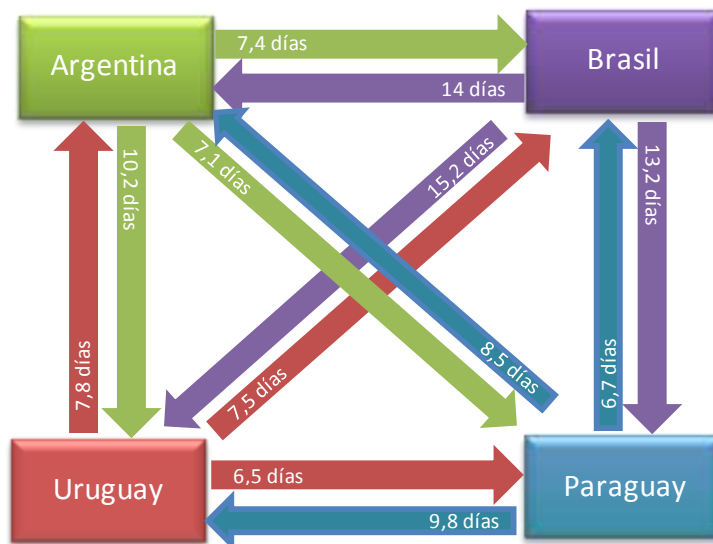 7,4 días
Argentina
Brasil
14 días
10,2 días
7,1 días
15,2 días
13,2 días
7,8 días
7,5 días
8,5 días
6,7 días
6,5 días
Uruguay
Paraguay
9,8 días